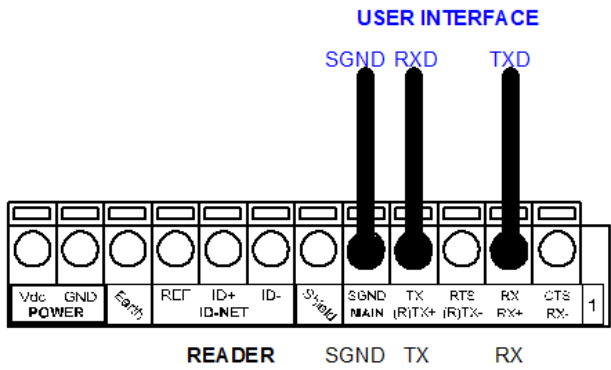 USER INTERFACE
SGND RXD TXD
Vdc GND Earth REF ID+ ID- Shield SGND TX RTS RX CTS 1
POWER ID-NET MAIN (R)TX+ (R)TX- RX+ RX-
READER SGND TX RX